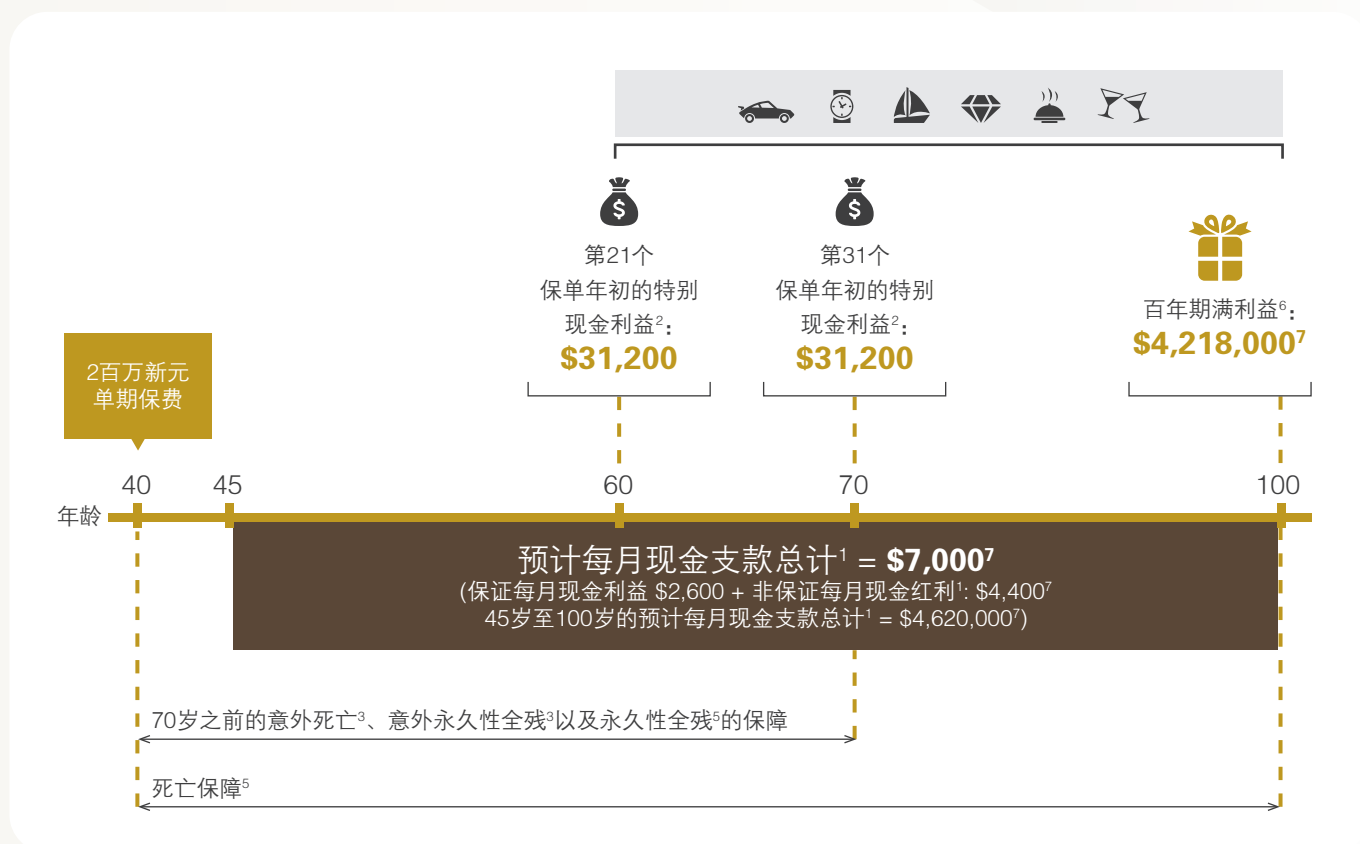 第21个
保单年初的特别
现金利益²：
$31,200
第31个
保单年初的特别
现金利益²：
$31,200
百年期满利益⁶：
$4,218,000⁷
2百万新元
单期保费
40
45
60
70
100
年龄
预计每月现金支款总计¹ = $7,000⁷
(保证每月现金利益 $2,600 + 非保证每月现金红利¹: $4,400⁷
45岁至100岁的预计每月现金支款总计¹ = $4,620,000⁷)
70岁之前的意外死亡³、意外永久性全残³以及永久性全残⁵的保障
死亡保障⁵